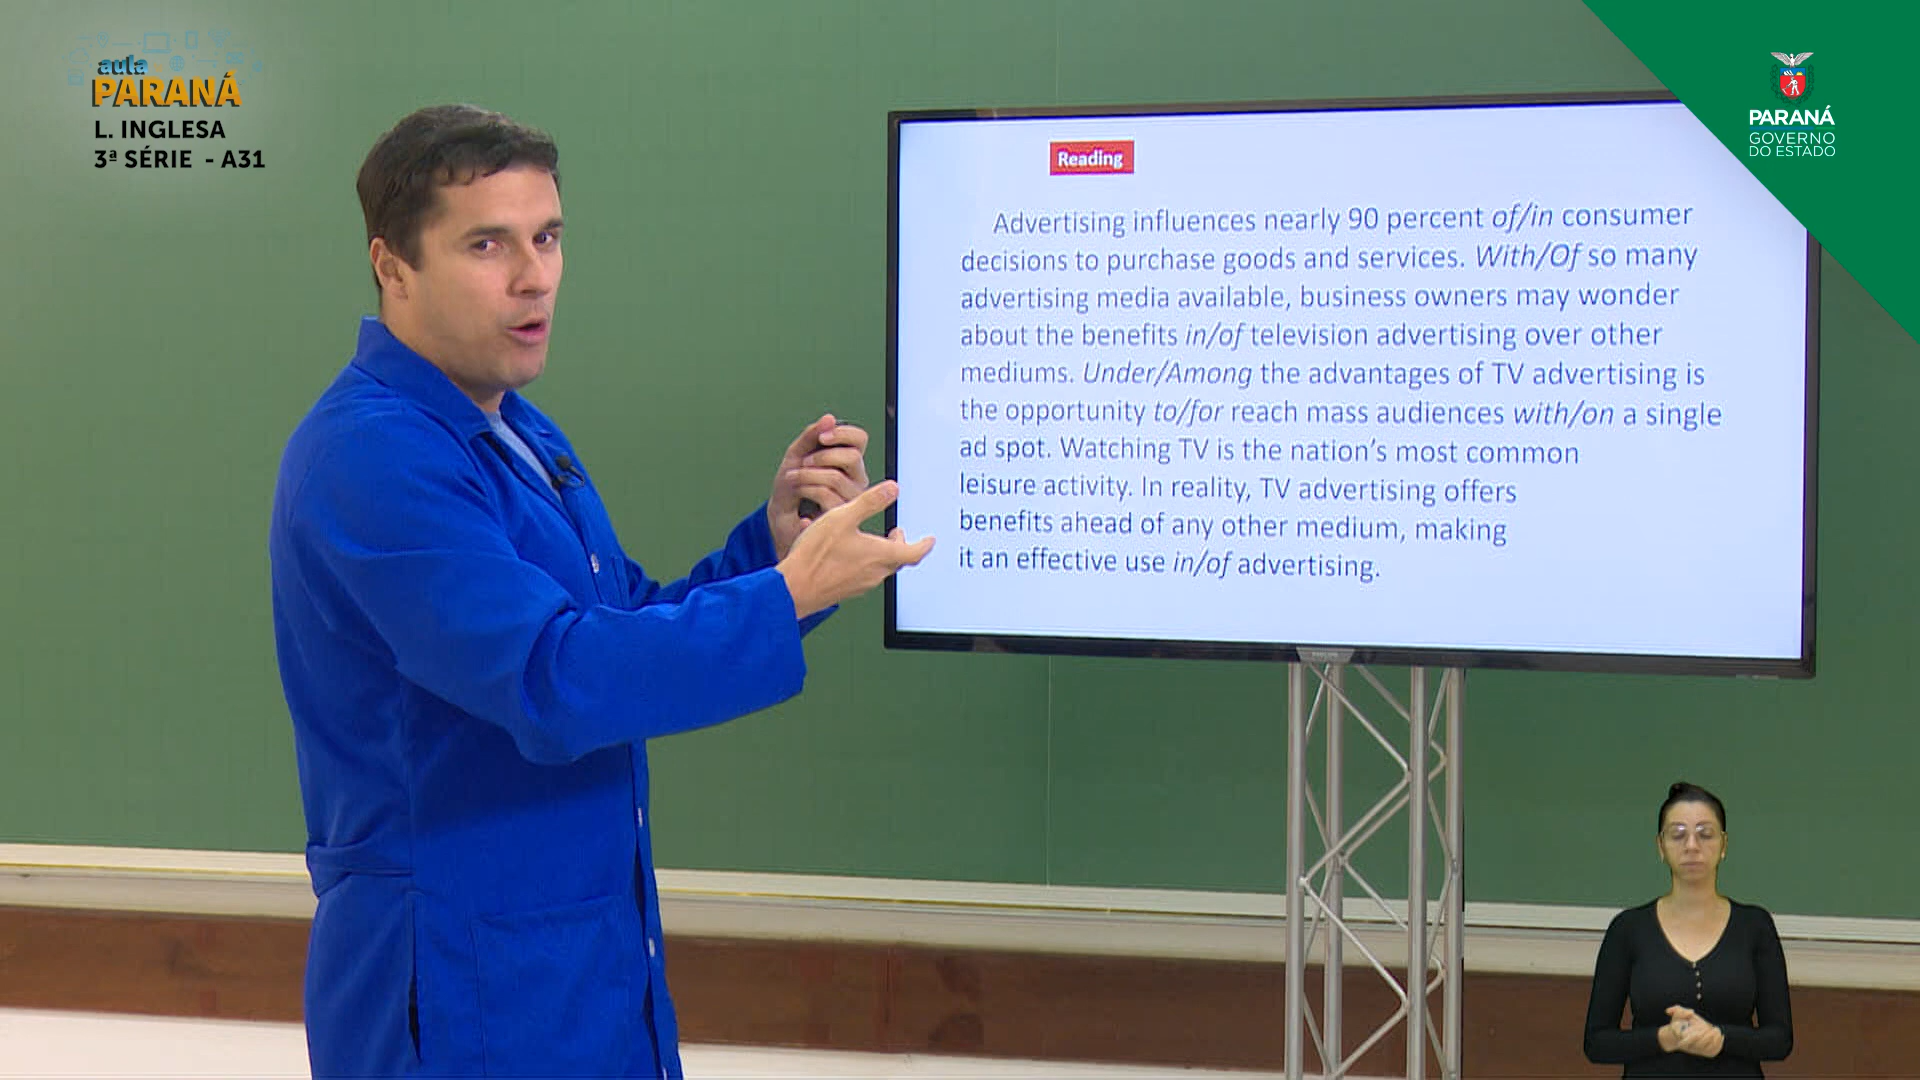 aula
PARANÁ
L. INGLESA
3ª SÉRIE - A31
PARANÁ
GOVERNO
DO ESTADO
Reading
Advertising influences nearly 90 percent of/in consumer
decisions to purchase goods and services. With/Of so many
advertising media available, business owners may wonder
about the benefits in/of television advertising over other
mediums. Under/Among the advantages of TV advertising is
the opportunity to/for reach mass audiences with/on a single
ad spot. Watching TV is the nation's most common
leisure activity. In reality, TV advertising offers
benefits ahead of any other medium, making
it an effective use in/of advertising.